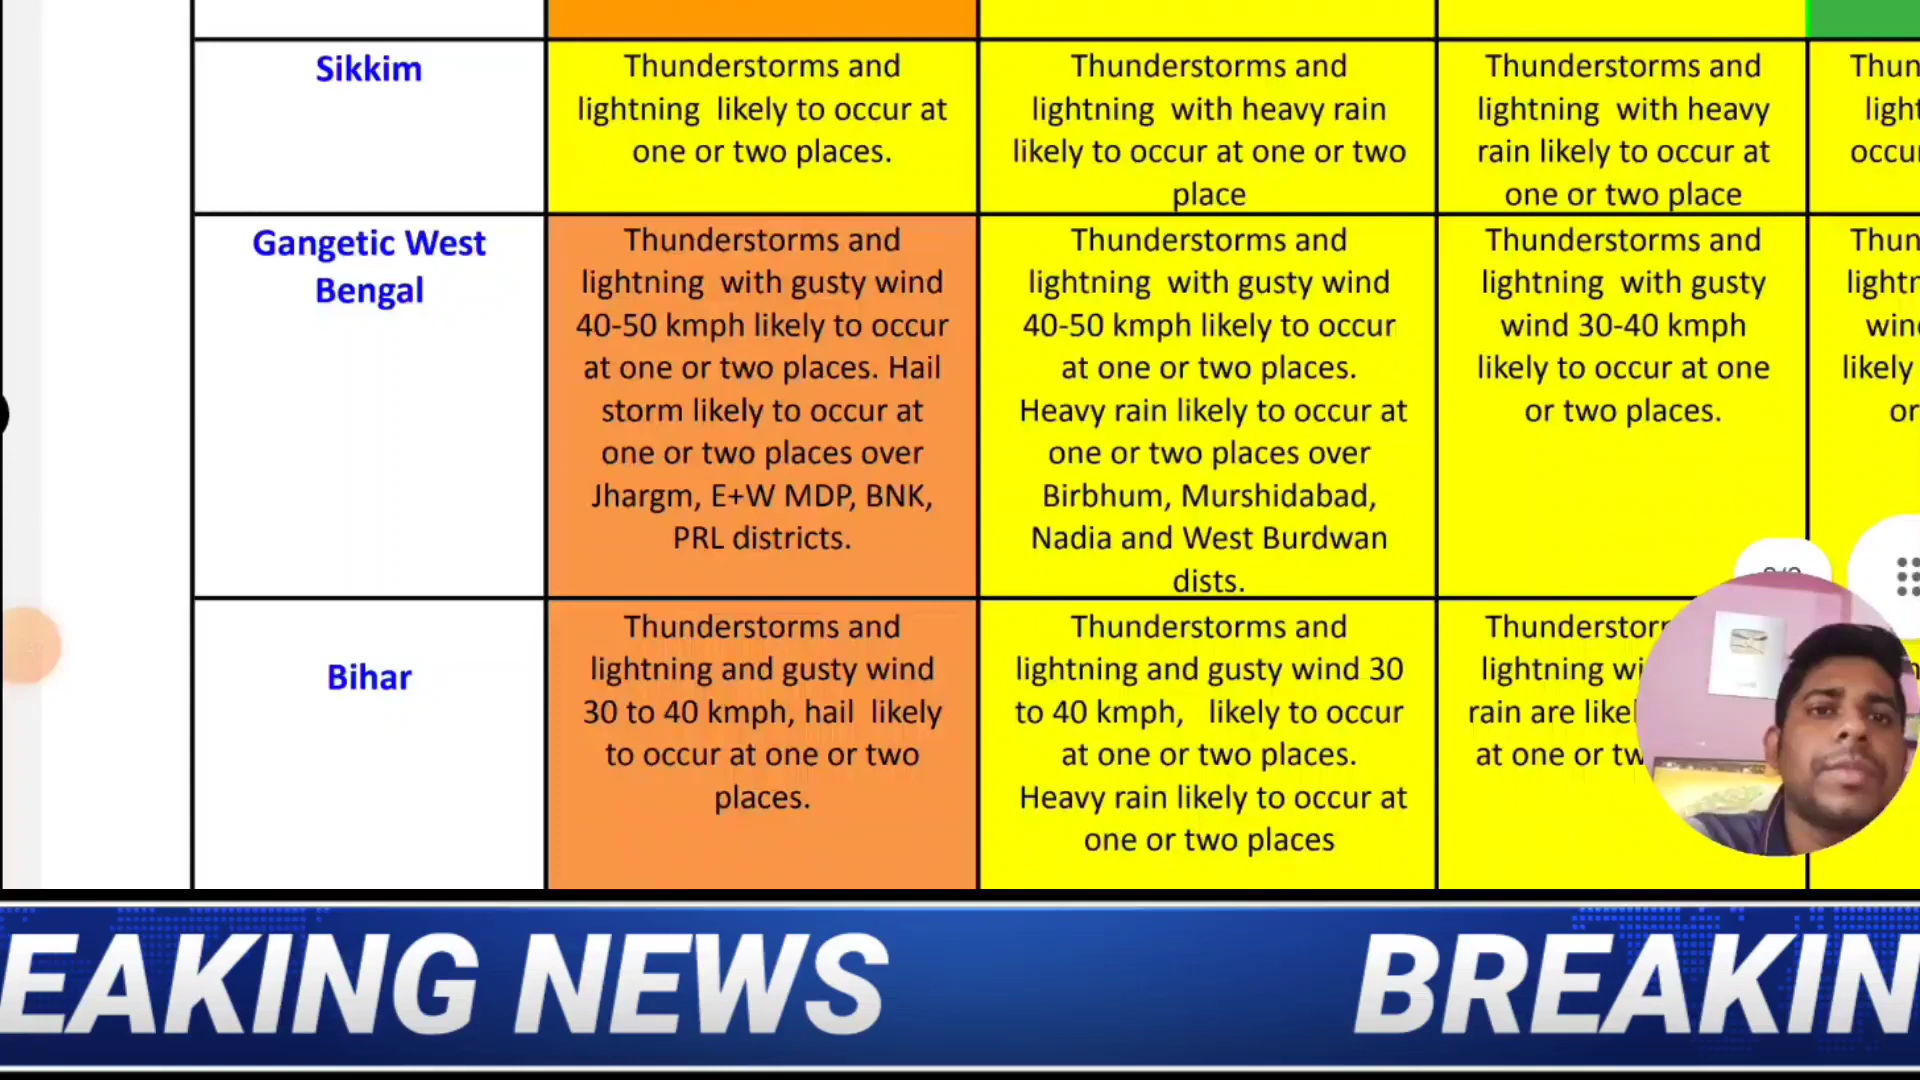 Sikkim
Thunderstorms and
lightning likely to occur at
one or two places.
Thunderstorms and
lightning with heavy rain
likely to occur at one or two
place
Thunderstorms and
lightning with heavy
rain likely to occur at
one or two place
Gangetic West
Bengal
Thunderstorms and
lightning with gusty wind
40-50 kmph likely to occur
at one or two places. Hail
storm likely to occur at
one or two places over
Jhargm, E+W MDP, BNK,
PRL districts.
Thunderstorms and
lightning with gusty wind
40-50 kmph likely to occur
at one or two places.
Heavy rain likely to occur at
one or two places over
Birbhum, Murshidabad,
Nadia and West Burdwan
dists.
Thunderstorms and
lightning with gusty
wind 30-40 kmph
likely to occur at one
or two places.
likely
Bihar
Thunderstorms and
lightning and gusty wind
30 to 40 kmph, hail likely
to occur at one or two
places.
Thunderstorms and
lightning and gusty wind 30
to 40 kmph, likely to occur
at one or two places.
Heavy rain likely to occur at
one or two places
lightning
rain are
at one or
EAKING NEWS
BREAKIN